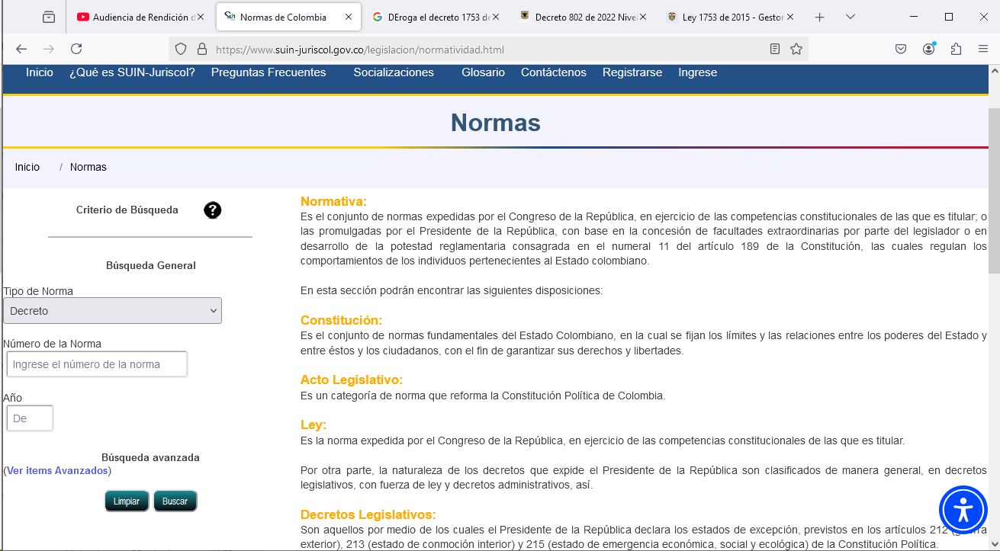 Audiencia de Rendición d
Normas de Colombia
DEroga el decreto 1753 de
Decreto 802 de 2022 Nivel
Ley 1753 de 2015 - Gestor
https://www.suin-juriscol.gov.co/legislacion/normatividad.html
Inicio ¿Qué es SUIN-Juriscol? Preguntas Frecuentes Socializaciones Glosario Contáctenos Registrarse Ingrese
Normas
Inicio / Normas
Criterio de Búsqueda ?
Búsqueda General
Tipo de Norma
Decreto
Número de la Norma
Ingrese el número de la norma
Año
De
Búsqueda avanzada
(Ver items Avanzados)
Limpiar Buscar
Normativa:
Es el conjunto de normas expedidas por el Congreso de la República, en ejercicio de las competencias constitucionales de las que es titular; o
las promulgadas por el Presidente de la República, con base en la concesión de facultades extraordinarias por parte del legislador o en
desarrollo de la potestad reglamentaria consagrada en el numeral 11 del artículo 189 de la Constitución, las cuales regulan los
comportamientos de los individuos pertenecientes al Estado colombiano.
En esta sección podrán encontrar las siguientes disposiciones:
Constitución:
Es el conjunto de normas fundamentales del Estado Colombiano, en la cual se fijan los límites y las relaciones entre los poderes del Estado y
entre éstos y los ciudadanos, con el fin de garantizar sus derechos y libertades.
Acto Legislativo:
Es un categoría de norma que reforma la Constitución Política de Colombia.
Ley:
Es la norma expedida por el Congreso de la República, en ejercicio de las competencias constitucionales de las que es titular.
Por otra parte, la naturaleza de los decretos que expide el Presidente de la República son clasificados de manera general, en decretos
legislativos, con fuerza de ley y decretos administrativos, así.
Decretos Legislativos:
Son aquellos por medio de los cuales el Presidente de la República declara los estados de excepción, previstos en los artículos 212
exterior), 213 (estado de conmoción interior) y 215 (estado de emergencia económica, social y ecológica) de la Constitución Política.